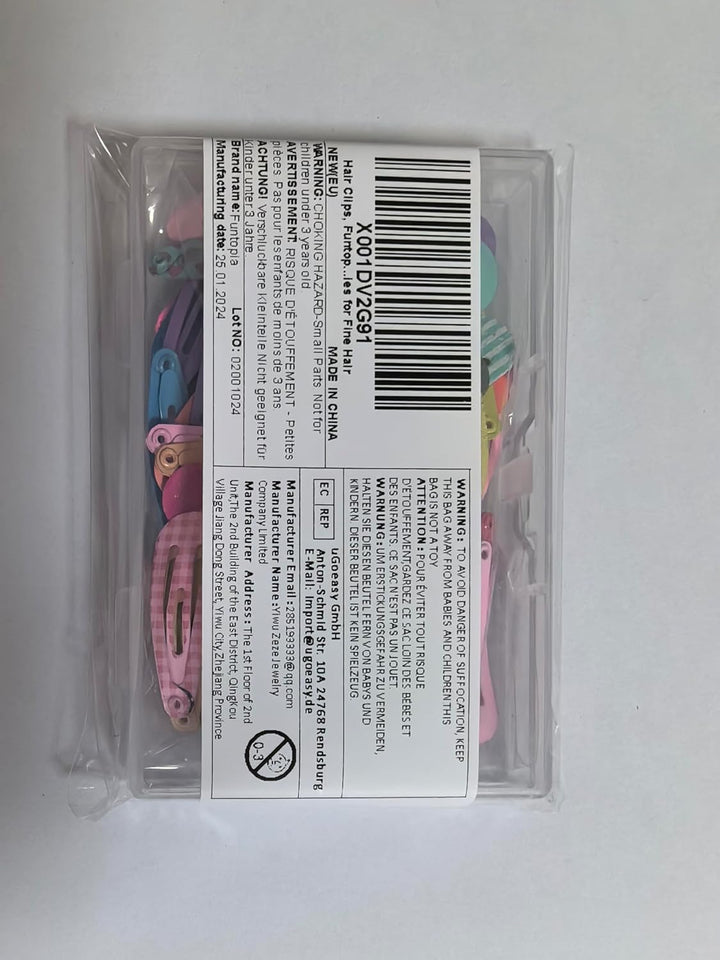 X001DV2G91
Hair Clips, Funtop...ies for Fine Hair
NEW(EU) MADE IN CHINA
WARNING: CHOKING HAZARD-Small Parts Not for
children under 3 years old
AVERTISSEMENT: RISQUE D'ÉTOUFFEMENT - Petites
pièces. Pas pour les enfants de moins de 3 ans
ACHTUNG! Verschluckbare Kleinteile Nicht geeignet für
Kinder unter 3 Jahre.
Brand name: Funtopia Lot NO: 02001024
Manufacturing date: 25.01.2024
WARNING: TO AVOID DANGER OF SUFFOCATION, KEEP
THIS BAG AWAY FROM BABIES AND CHILDREN THIS
BAG IS NOT A TOY
ATTENTION: POUR ÉVITER TOUT RISQUE
D'ÉTOUFFEMENT.GARDEZ CE SAC LOIN DES BÉBÉS ET
DES ENFANTS. CE SAC N'EST PAS UN JOUET.
WARNUNG: UM ERSTICKUNGSGEFAHR ZU VERMEIDEN,
HALTEN SIE DIESEN BEUTEL FERN VON BABYS UND
KINDERN. DIESER BEUTEL IST KEIN SPIELZEUG
EC REP
uGoeasy GmbH
Anton-Schmid Str. 10A 24768 Rendsburg
E-Mail: Import@ugoeasy.de
Manufacturer Email: 285193333@qq.com
Manufacturer Name: Yiwu Zeze Jewelry
Company Limited
Manufacturer Address: The 1st Floor of 2nd
Unit,The 2nd Building of the East District, Qingkou
Village Jiang Dong Street, Yiwu City,Zhejiang Province
0-3